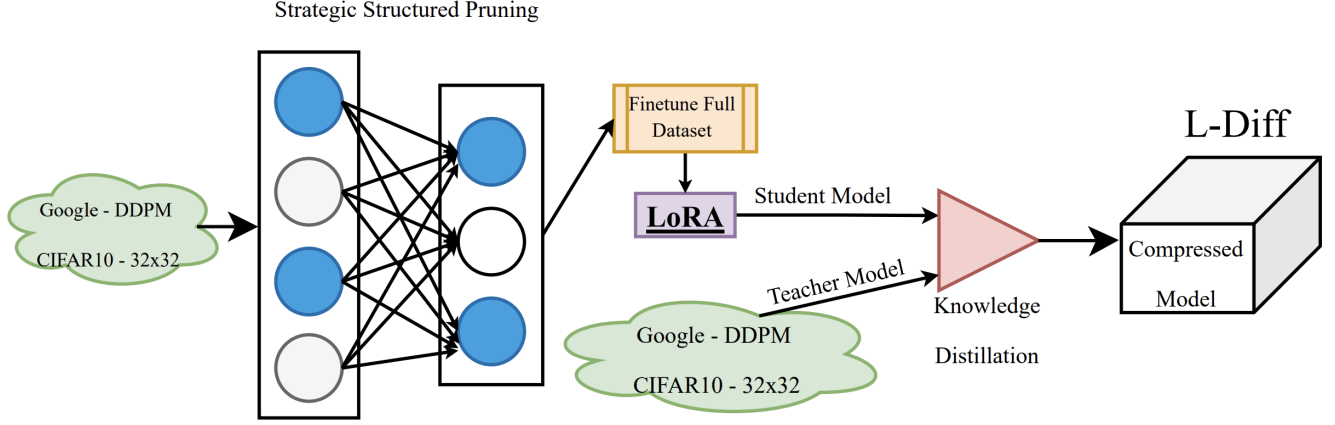 Strategic Structured Pruning
Google - DDPM
CIFAR10 - 32x32
Finetune Full
Dataset
LoRA
Student Model
Teacher Model
Google - DDPM
CIFAR10 - 32x32
Knowledge
Distillation
L-Diff
Compressed
Model